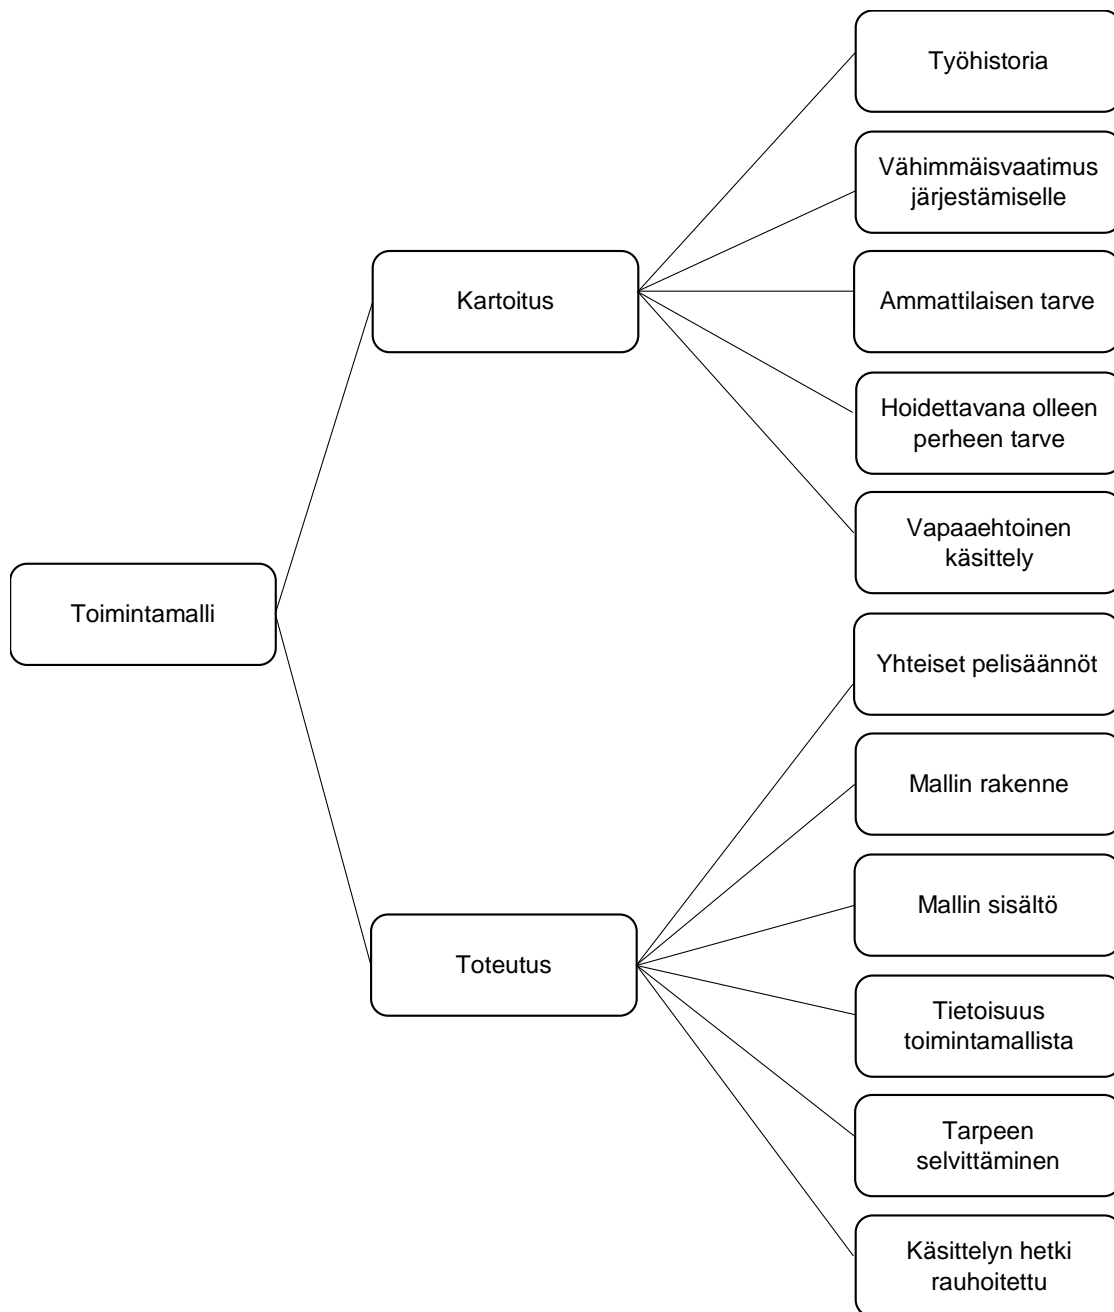 Työhistoria
Vähimmäisvaatimus
järjestämiselle
Kartoitus
Ammattilaisen tarve
Hoidettavana olleen
perheen tarve
Vapaaehtoinen
käsittely
Toimintamalli
Yhteiset pelisäännöt
Mallin rakenne
Mallin sisältö
Toteutus
Tietoisuus
toimintamallista
Tarpeen
selvittäminen
Käsittelyn hetki
rauhoitettu